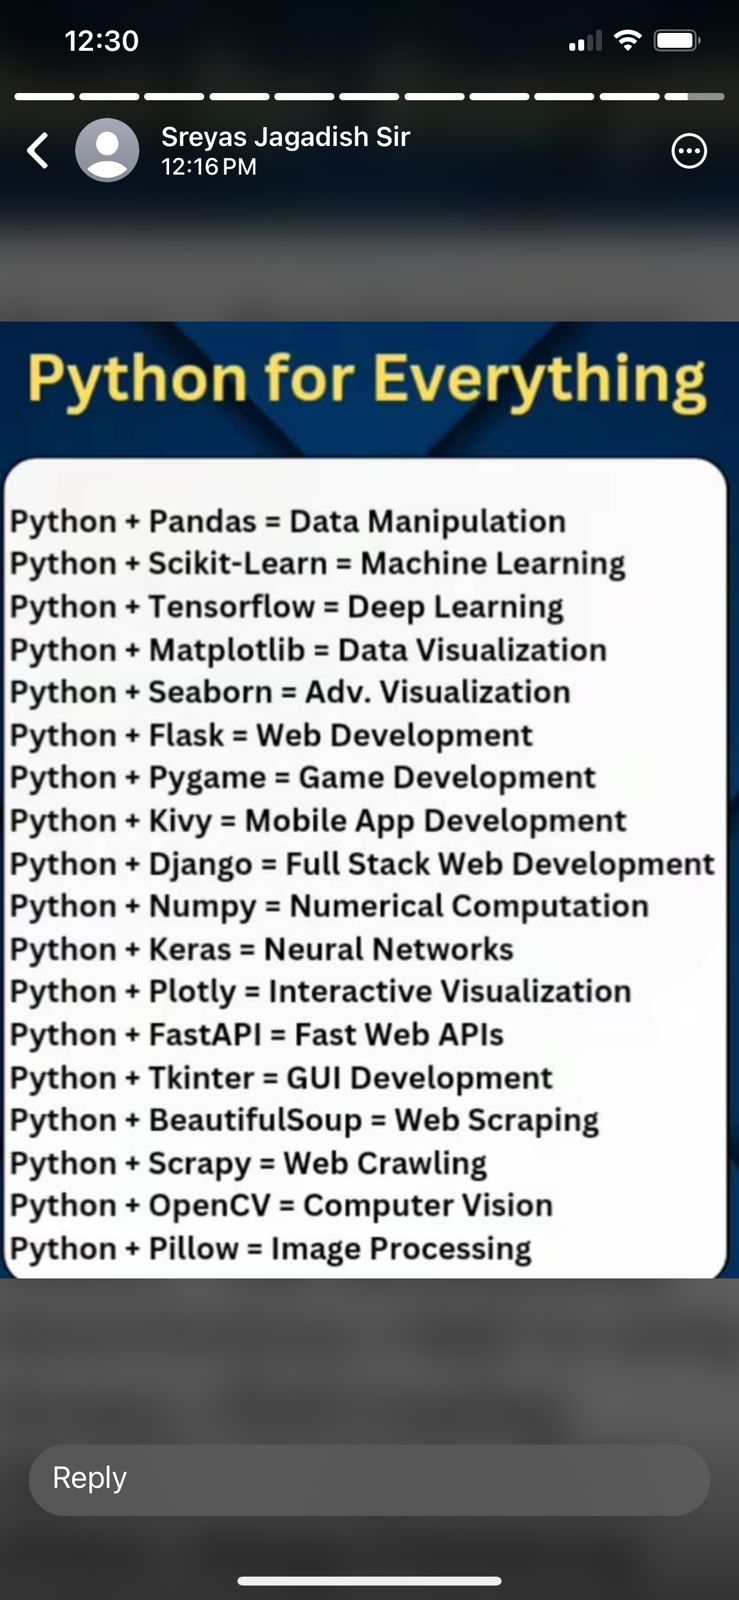 12:30
Sreyas Jagadish Sir
12:16 PM
Python for Everything
Python + Pandas = Data Manipulation
Python + Scikit-Learn = Machine Learning
Python + Tensorflow = Deep Learning
Python + Matplotlib = Data Visualization
Python + Seaborn = Adv. Visualization
Python + Flask = Web Development
Python + Pygame = Game Development
Python + Kivy = Mobile App Development
Python + Django = Full Stack Web Development
Python + Numpy = Numerical Computation
Python + Keras = Neural Networks
Python + Plotly = Interactive Visualization
Python + FastAPI = Fast Web APIs
Python + Tkinter = GUI Development
Python + BeautifulSoup = Web Scraping
Python + Scrapy = Web Crawling
Python + OpenCV = Computer Vision
Python + Pillow = Image Processing
Reply